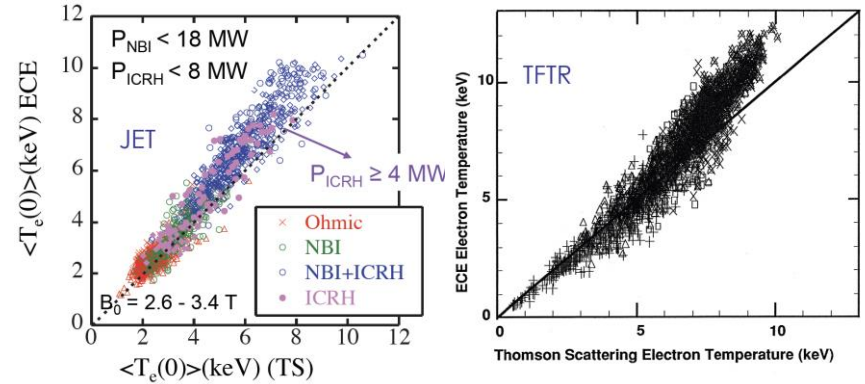 P_NBI < 18 MW
P_ICRH < 8 MW
JET
P_ICRH ≥ 4 MW
× Ohmic
○ NBI
○ NBI+ICRH
● ICRH
B_0 = 2.6 - 3.4 T
<T_e(0)>(keV) ECE
12
10
8
6
4
2
0
0 2 4 6 8 10 12
<T_e(0)>(keV) (TS)
TFTR
ECE Electron Temperature (keV)
10
5
0
0 5 10
Thomson Scattering Electron Temperature (keV)